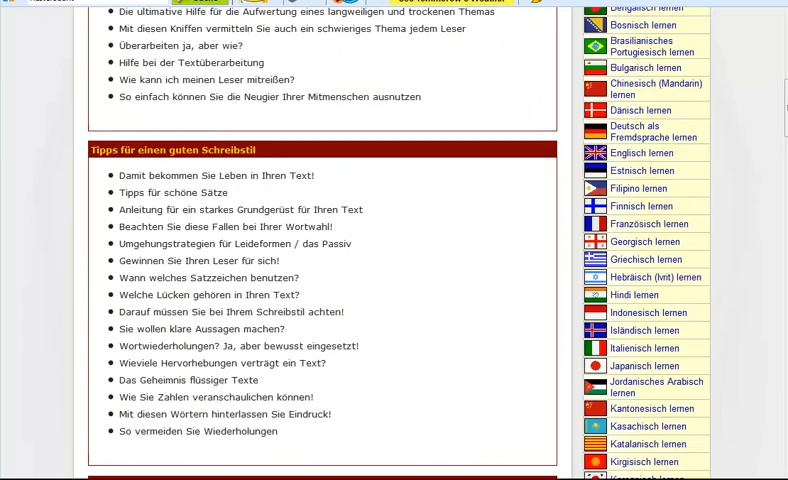 Die ultimative Hilfe für die Aufwertung eines langweiligen und trockenen Themas
Mit diesen Kniffen vermitteln Sie auch ein schwieriges Thema jedem Leser
Überarbeiten ja, aber wie?
Hilfe bei der Textüberarbeitung
Wie kann ich meinen Leser mitreißen?
So einfach können Sie die Neugier Ihrer Mitmenschen ausnutzen
Tipps für einen guten Schreibstil
Damit bekommen Sie Leben in Ihren Text!
Tipps für schöne Sätze
Anleitung für ein starkes Grundgerüst für Ihren Text
Beachten Sie diese Fallen bei Ihrer Wortwahl!
Umgehungstrategien für Leideformen / das Passiv
Gewinnen Sie Ihren Leser für sich!
Wann welches Satzzeichen benutzen?
Welche Lücken gehören in Ihren Text?
Darauf müssen Sie bei Ihrem Schreibstil achten!
Sie wollen klare Aussagen machen?
Wortwiederholungen? Ja, aber bewusst eingesetzt!
Wieviele Hervorhebungen verträgt ein Text?
Das Geheimnis flüssiger Texte
Wie Sie Zahlen veranschaulichen können!
Mit diesen Wörtern hinterlassen Sie Eindruck!
So vermeiden Sie Wiederholungen
Bengalisch lernen
Bosnisch lernen
Brasilianisches
Portugiesisch lernen
Bulgarisch lernen
Chinesisch (Mandarin)
lernen
Dänisch lernen
Deutsch als
Fremdsprache lernen
Englisch lernen
Estnisch lernen
Filipino lernen
Finnisch lernen
Französisch lernen
Georgisch lernen
Griechisch lernen
Hebräisch (Ivrit) lernen
Hindi lernen
Indonesisch lernen
Isländisch lernen
Italienisch lernen
Japanisch lernen
Jordanisches Arabisch
lernen
Kantonesisch lernen
Kasachisch lernen
Katalanisch lernen
Kirgisisch lernen